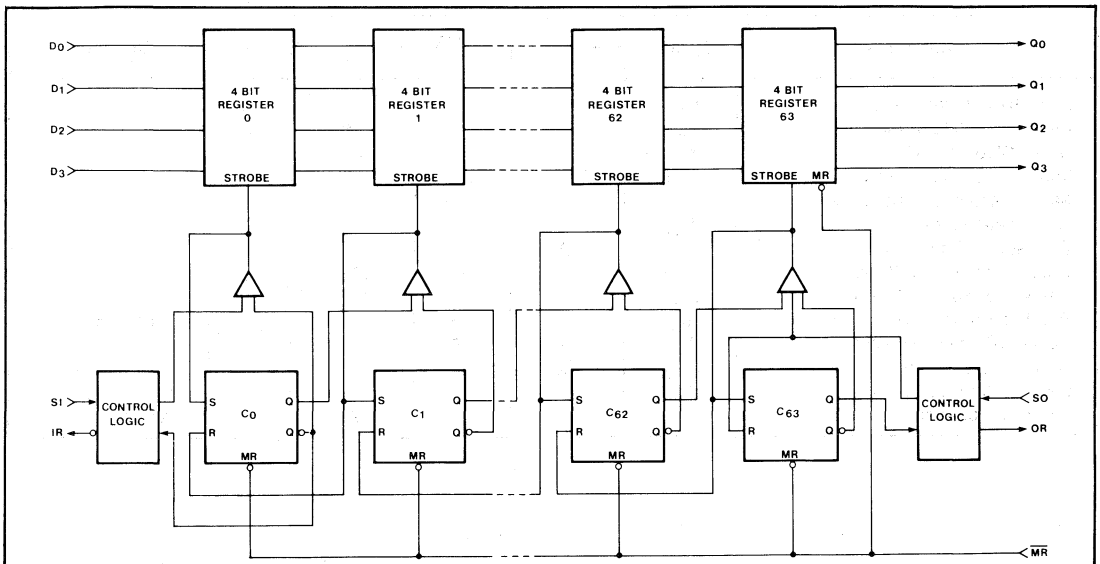 D0
D1
D2
D3
4 BIT
REGISTER
0
STROBE
4 BIT
REGISTER
1
STROBE
4 BIT
REGISTER
62
STROBE
4 BIT
REGISTER
63
STROBE MR
Q0
Q1
Q2
Q3
SI
IR
CONTROL
LOGIC
S Q
C0
R Q
MR
S Q
C1
R Q
MR
S Q
C62
R Q
MR
S Q
C63
R Q
MR
CONTROL
LOGIC
SO
OR
M̅R̅